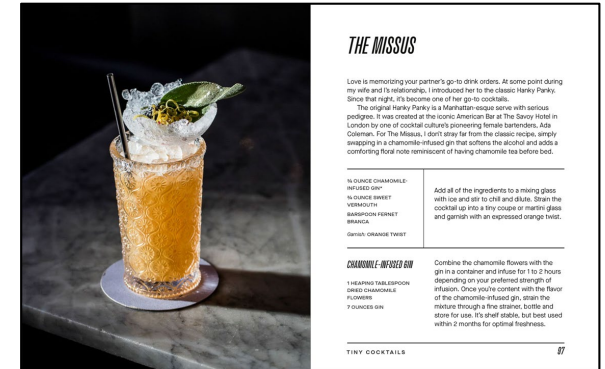 THE MISSUS
Love is memorizing your partner's go-to drink orders. At some point during
my wife and I's relationship, I introduced her to the classic Hanky Panky.
Since that night, it's become one of her go-to cocktails.
The original Hanky Panky is a Manhattan-esque serve with serious
pedigree. It was created at the iconic American Bar at The Savoy Hotel in
London by one of cocktail culture's pioneering female bartenders, Ada
Coleman. For The Missus, I don't stray far from the classic recipe, simply
swapping in a chamomile-infused gin that softens the alcohol and adds a
comforting floral note reminiscent of having chamomile tea before bed.
¾ OUNCE CHAMOMILE-
INFUSED GIN*
¾ OUNCE SWEET
VERMOUTH
BARSPOON FERNET
BRANCA
Garnish: ORANGE TWIST
Add all of the ingredients to a mixing glass
with ice and stir to chill and dilute. Strain the
cocktail up into a tiny coupe or martini glass
and garnish with an expressed orange twist.
CHAMOMILE-INFUSED GIN
1 HEAPING TABLESPOON
DRIED CHAMOMILE
FLOWERS
7 OUNCES GIN
Combine the chamomile flowers with the
gin in a container and infuse for 1 to 2 hours
depending on your preferred strength of
infusion. Once you're content with the flavor
of the chamomile-infused gin, strain the
mixture through a fine strainer, bottle and
store for use. It's shelf stable, but best used
within 2 months for optimal freshness.
TINY COCKTAILS
97